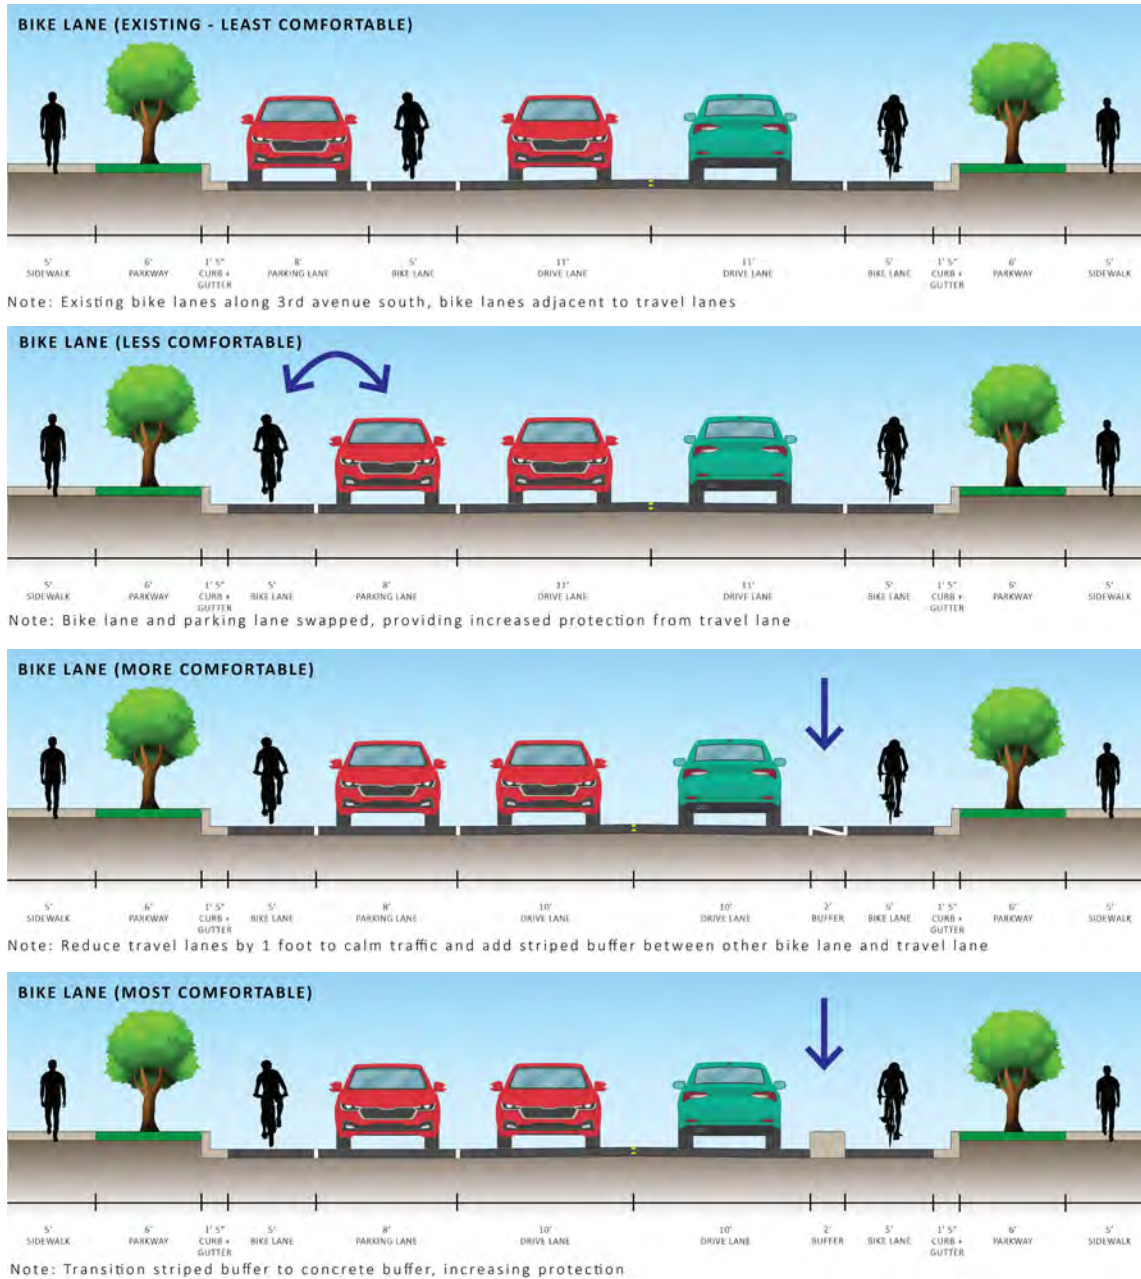 BIKE LANE (EXISTING - LEAST COMFORTABLE)
5' 6' 1' 5" 8' 5' 11' 11' 5' 1' 5" 6' 5'
SIDEWALK PARKWAY CURB + PARKING LANE BIKE LANE DRIVE LANE DRIVE LANE BIKE LANE CURB + PARKWAY SIDEWALK
GUTTER GUTTER
Note: Existing bike lanes along 3rd avenue south, bike lanes adjacent to travel lanes
BIKE LANE (LESS COMFORTABLE)
5' 6' 1' 5" 5' 8' 11' 11' 5' 1' 5" 6' 5'
SIDEWALK PARKWAY CURB + BIKE LANE PARKING LANE DRIVE LANE DRIVE LANE BIKE LANE CURB + PARKWAY SIDEWALK
GUTTER GUTTER
Note: Bike lane and parking lane swapped, providing increased protection from travel lane
BIKE LANE (MORE COMFORTABLE)
5' 6' 1' 5" 5' 8' 10' 10' 2' 5' 1' 5" 6' 5'
SIDEWALK PARKWAY CURB + BIKE LANE PARKING LANE DRIVE LANE DRIVE LANE BUFFER BIKE LANE CURB + PARKWAY SIDEWALK
GUTTER GUTTER
Note: Reduce travel lanes by 1 foot to calm traffic and add striped buffer between other bike lane and travel lane
BIKE LANE (MOST COMFORTABLE)
5' 6' 1' 5" 5' 8' 10' 10' 2' 5' 1' 5" 6' 5'
SIDEWALK PARKWAY CURB + BIKE LANE PARKING LANE DRIVE LANE DRIVE LANE BUFFER BIKE LANE CURB + PARKWAY SIDEWALK
GUTTER GUTTER
Note: Transition striped buffer to concrete buffer, increasing protection